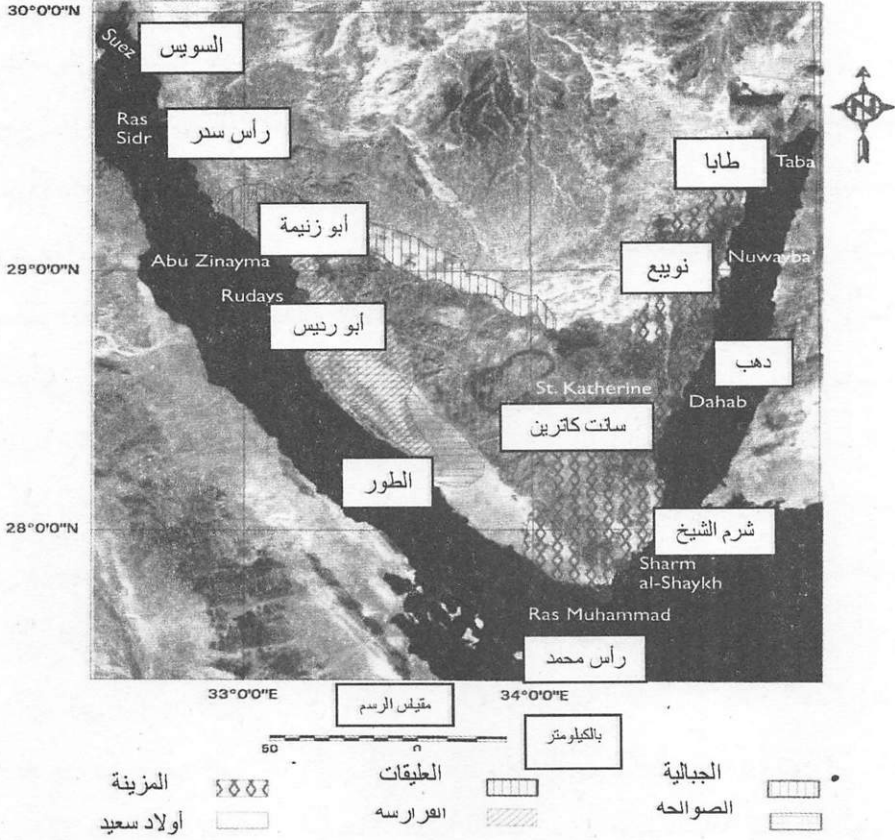 30°0'0"N
Suez
السويس
Ras
Sidr
رأس سدر
طابا
Taba
أبو زنيمة
29°0'0"N
Abu Zinayma
نويبع
Nuwayba
Rudays
أبو رديس
دهب
St. Katherine
Dahab
سانت كاترين
الطور
28°0'0"N
شرم الشيخ
Sharm
al-Shaykh
Ras Muhammad
رأس محمد
33°0'0"E
34°0'0"E
مقياس الرسم
بالكيلومتر
50
0
الجبالية
العليقات
المزينة
الصوالحه
الفرارسه
أولاد سعيد